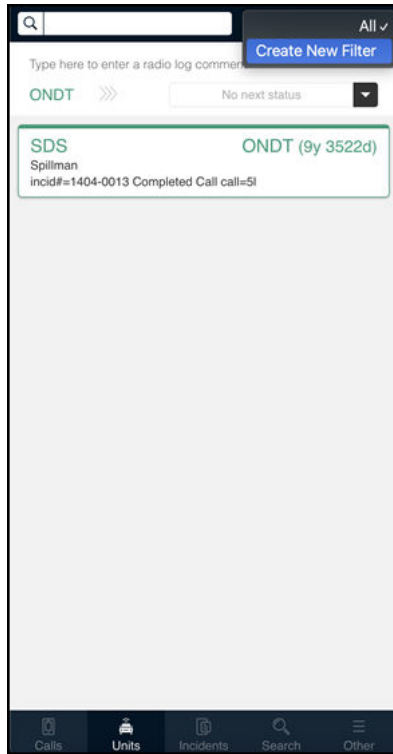 All ✓
Create New Filter
Type here to enter a radio log commen
ONDT
No next status
SDS ONDT (9y 3522d)
Spillman
incid#=1404-0013 Completed Call call=5l
Calls Units Incidents Search Other